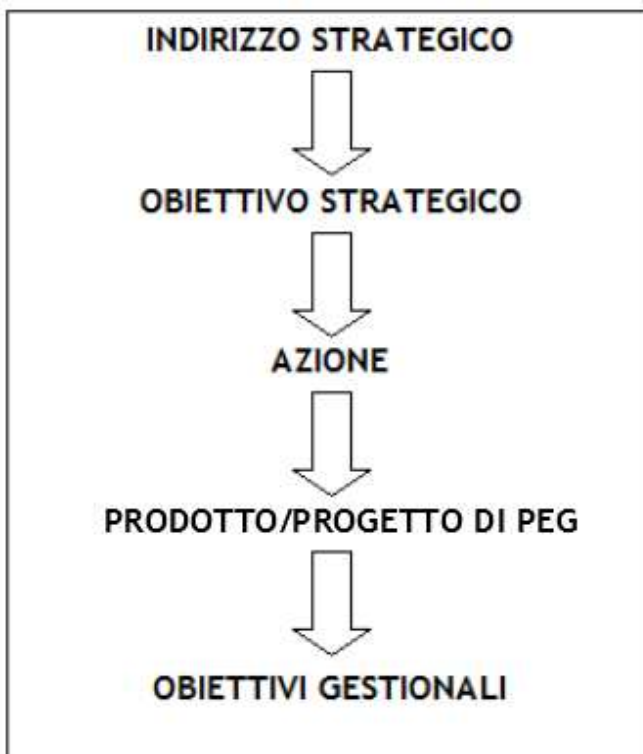 INDIRIZZO STRATEGICO
OBIETTIVO STRATEGICO
AZIONE
PRODOTTO/PROGETTO DI PEG
OBIETTIVI GESTIONALI